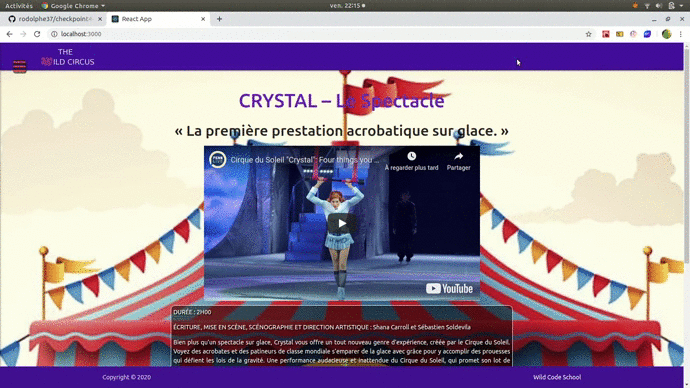 Activités
Google Chrome
ven. 22:15
rodolphe37/checkpoint4
React App
localhost:3000
THE
WILD CIRCUS
CRYSTAL – Le Spectacle
« La première prestation acrobatique sur glace. »
Cirque du Soleil "Crystal": Four things you ...
À regarder plus tard
Partager
YouTube
DURÉE : 2H00
ÉCRITURE, MISE EN SCÈNE, SCÉNOGRAPHIE ET DIRECTION ARTISTIQUE : Shana Carroll et Sébastien Soldevila
Bien plus qu'un spectacle sur glace, Crystal vous offre un tout nouveau genre d'expérience, créée par le Cirque du Soleil.
Voyez des acrobates et des patineurs de classe mondiale s'emparer de la glace avec grâce pour y accomplir des prouesses
qui défient les lois de la gravité. Une performance audacieuse et inattendue du Cirque du Soleil, qui promet son lot de
Copyright © 2020
Wild Code School